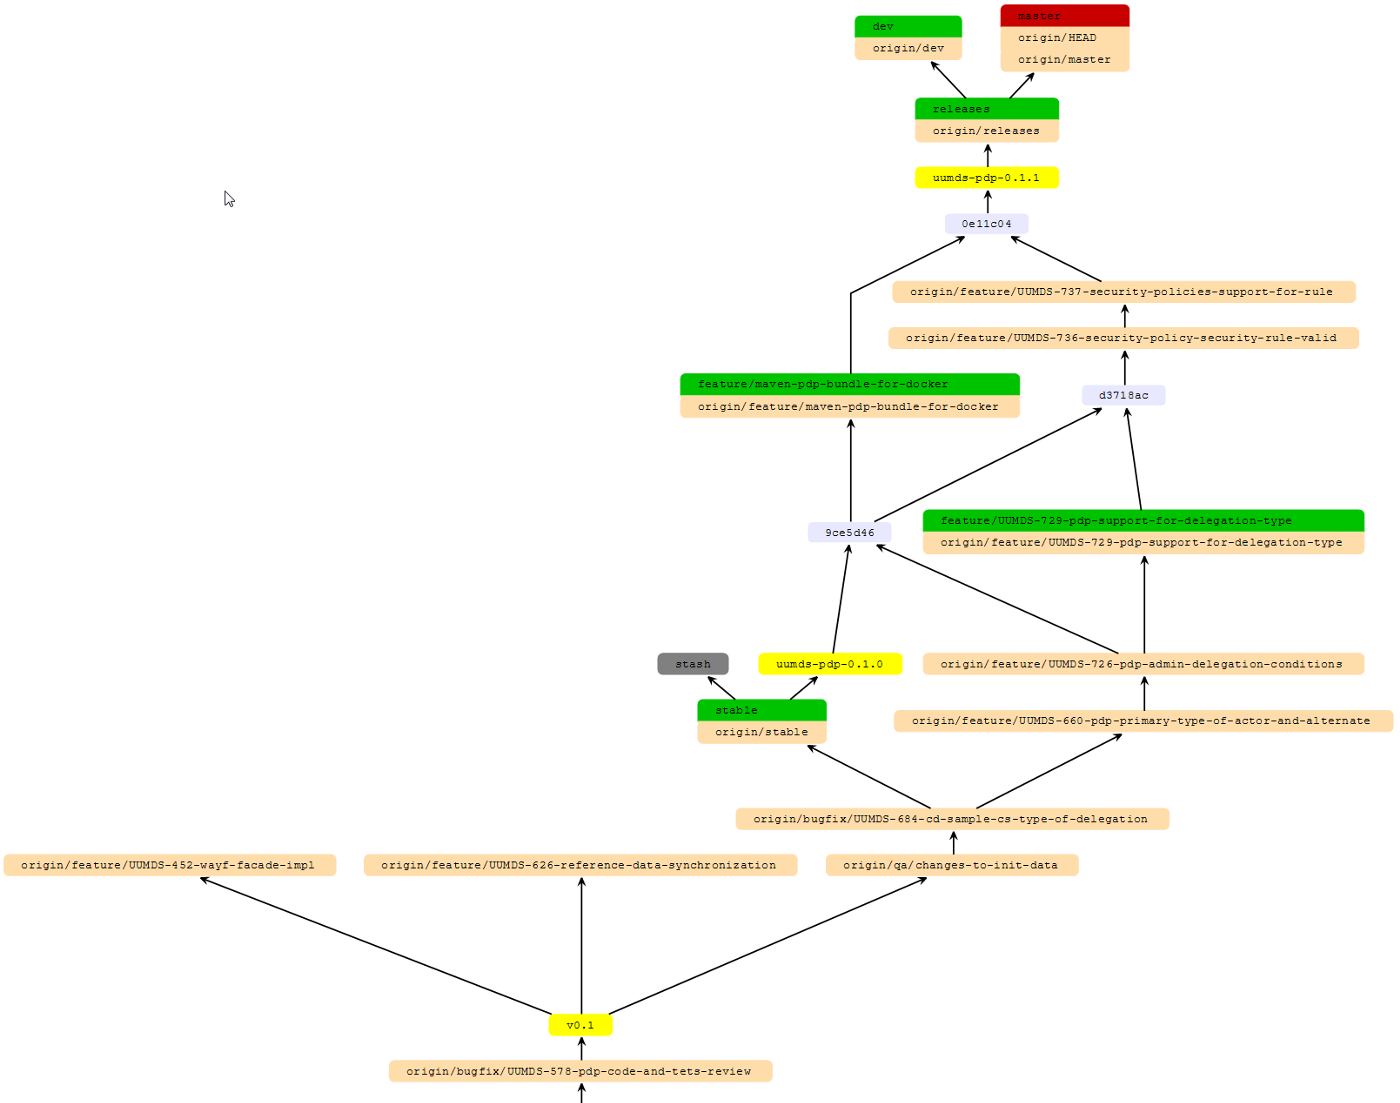 master
dev
origin/HEAD
origin/dev
origin/master
releases
origin/releases
uumds-pdp-0.1.1
0e11c04
origin/feature/UUMDS-737-security-policies-support-for-rule
origin/feature/UUMDS-736-security-policy-security-rule-valid
feature/maven-pdp-bundle-for-docker
origin/feature/maven-pdp-bundle-for-docker
d3718ac
feature/UUMDS-729-pdp-support-for-delegation-type
origin/feature/UUMDS-729-pdp-support-for-delegation-type
9ce5d46
stash
uumds-pdp-0.1.0
origin/feature/UUMDS-726-pdp-admin-delegation-conditions
stable
origin/stable
origin/feature/UUMDS-660-pdp-primary-type-of-actor-and-alternate
origin/bugfix/UUMDS-684-cd-sample-cs-type-of-delegation
origin/feature/UUMDS-452-wayf-facade-impl
origin/feature/UUMDS-626-reference-data-synchronization
origin/qa/changes-to-init-data
v0.1
origin/bugfix/UUMDS-578-pdp-code-and-tets-review